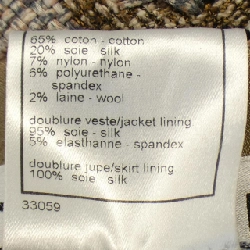 65% coton - cotton
20% soie silk
7% nylon - nylon
6% polyurethane -
spandex
2% laine - wool
doublure veste/jacket lining
95% soie - silk
5% elasthanne - spandex
doublure jupe/skirt lining
100% soie silk
33059